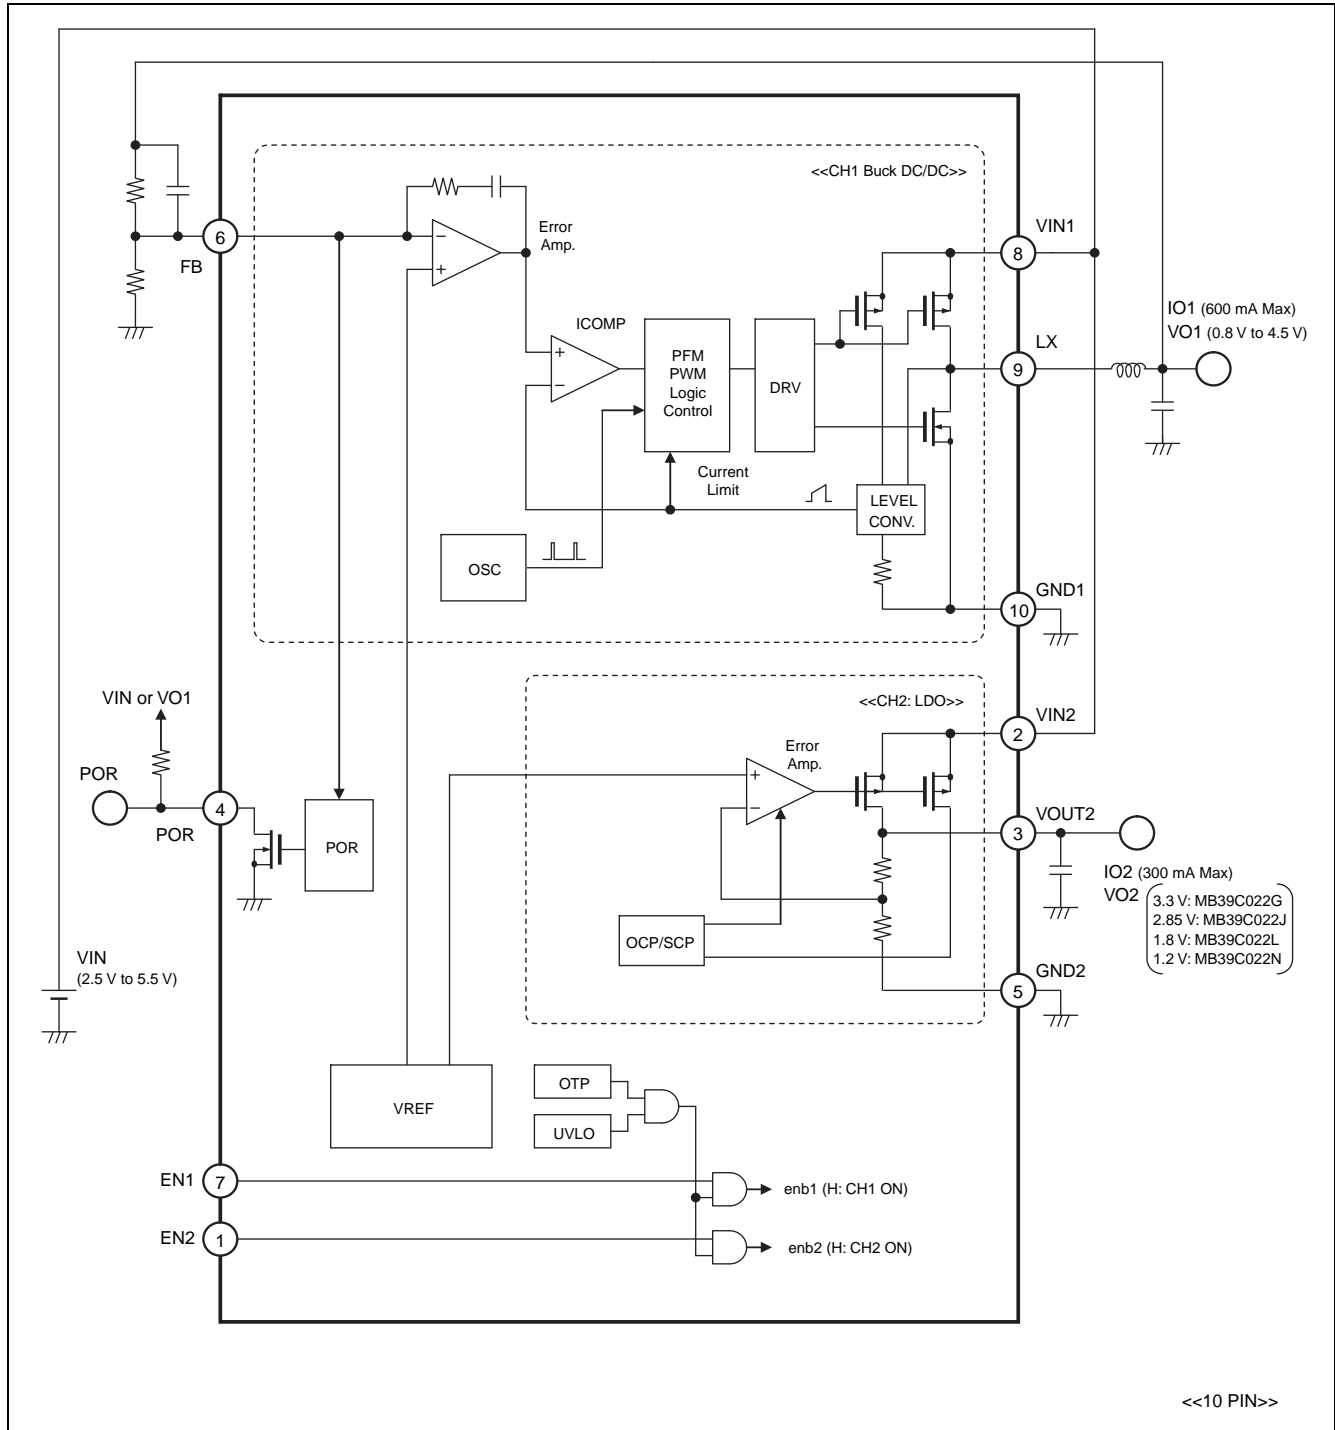 <<CH1 Buck DC/DC>>
Error
Amp.
VIN1
8
6
FB
−
+
IO1 (600 mA Max)
VO1 (0.8 V to 4.5 V)
ICOMP
+
−
PFM
PWM
Logic
Control
DRV
LX
9
Current
Limit
LEVEL
CONV.
OSC
GND1
10
<<CH2: LDO>>
VIN or VO1
VIN2
2
Error
Amp.
+
−
POR
4
POR
POR
VOUT2
3
IO2 (300 mA Max)
VO2
3.3 V: MB39C022G
2.85 V: MB39C022J
1.8 V: MB39C022L
1.2 V: MB39C022N
OCP/SCP
VIN
(2.5 V to 5.5 V)
GND2
5
VREF
OTP
UVLO
EN1
7
enb1 (H: CH1 ON)
EN2
1
enb2 (H: CH2 ON)
<<10 PIN>>